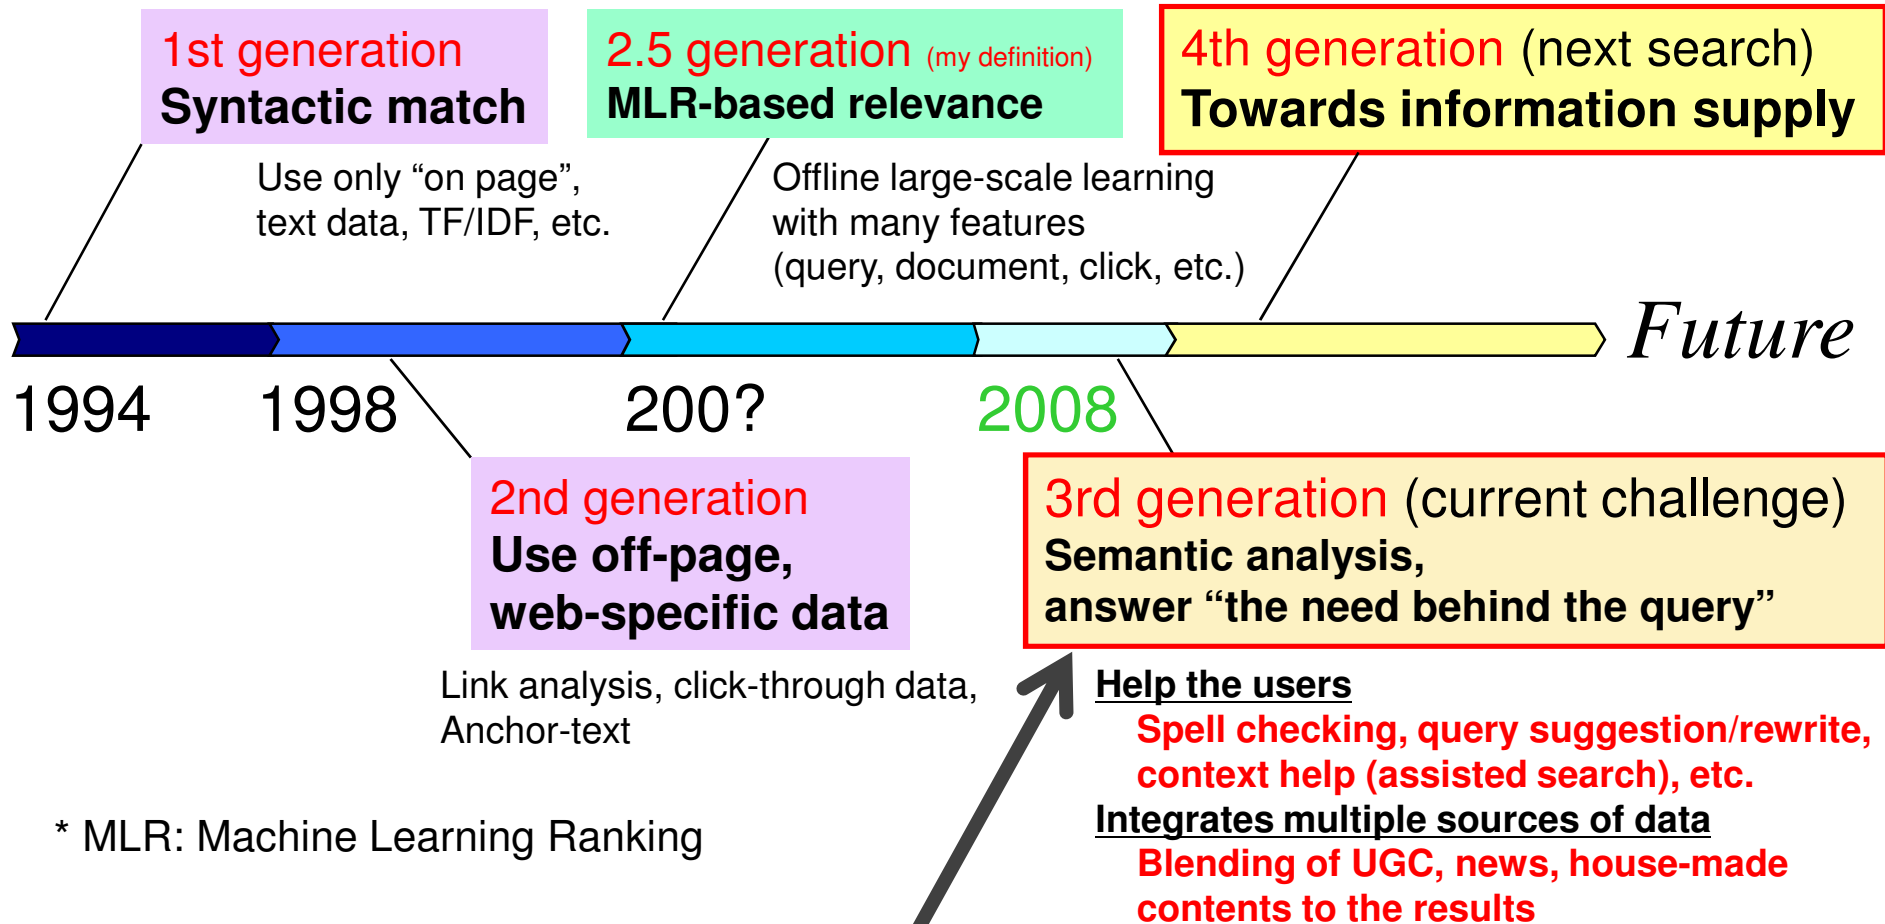 1st generation
Syntactic match
Use only “on page”,
text data, TF/IDF, etc.
2.5 generation (my definition)
MLR-based relevance
Offline large-scale learning
with many features
(query, document, click, etc.)
4th generation (next search)
Towards information supply
Future
1994
1998
200?
2008
2nd generation
Use off-page,
web-specific data
Link analysis, click-through data,
Anchor-text
3rd generation (current challenge)
Semantic analysis,
answer “the need behind the query”
Help the users
Spell checking, query suggestion/rewrite,
context help (assisted search), etc.
Integrates multiple sources of data
Blending of UGC, news, house-made
contents to the results
* MLR: Machine Learning Ranking